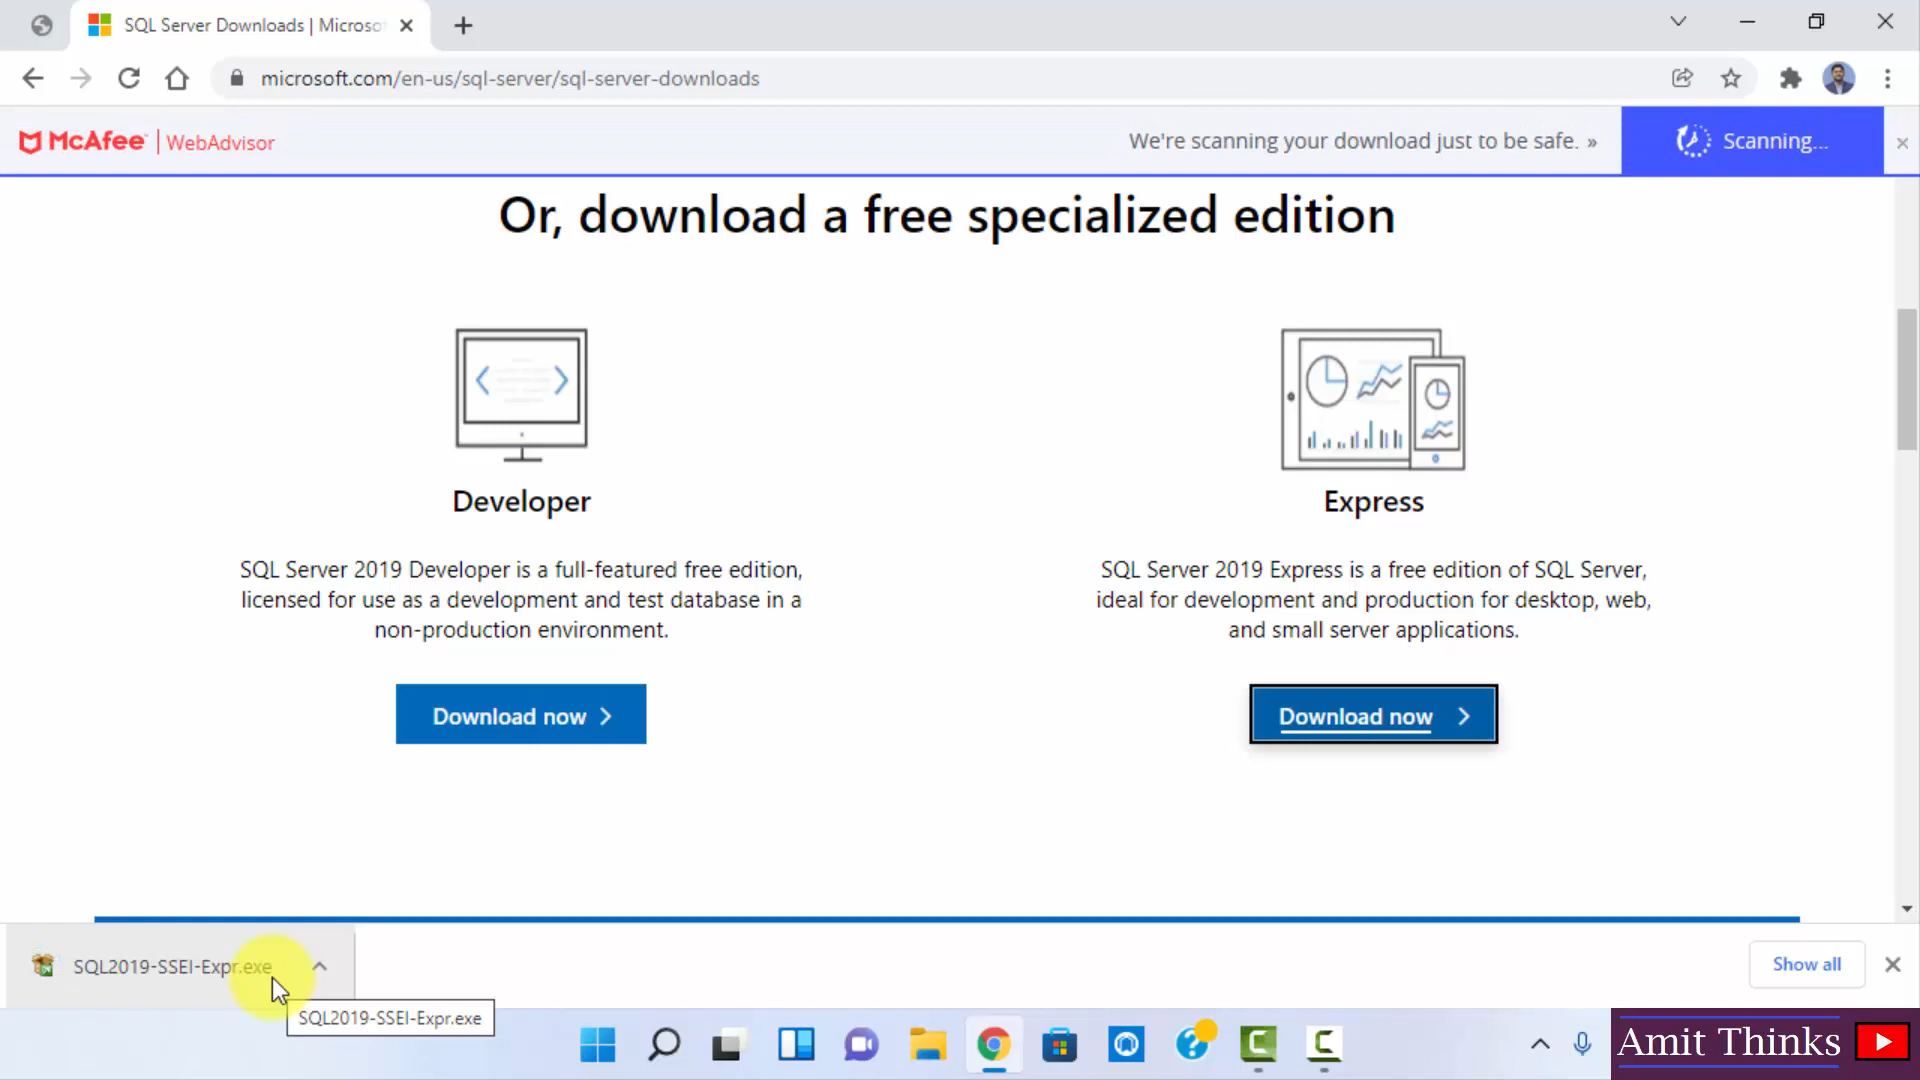 SQL Server Downloads | Microso
microsoft.com/en-us/sql-server/sql-server-downloads
McAfee | WebAdvisor
We're scanning your download just to be safe. »
Scanning...
Or, download a free specialized edition
Developer
SQL Server 2019 Developer is a full-featured free edition,
licensed for use as a development and test database in a
non-production environment.
Download now
Express
SQL Server 2019 Express is a free edition of SQL Server,
ideal for development and production for desktop, web,
and small server applications.
Download now
SQL2019-SSEI-Expr.exe
Show all
SQL2019-SSEI-Expr.exe
Amit Thinks